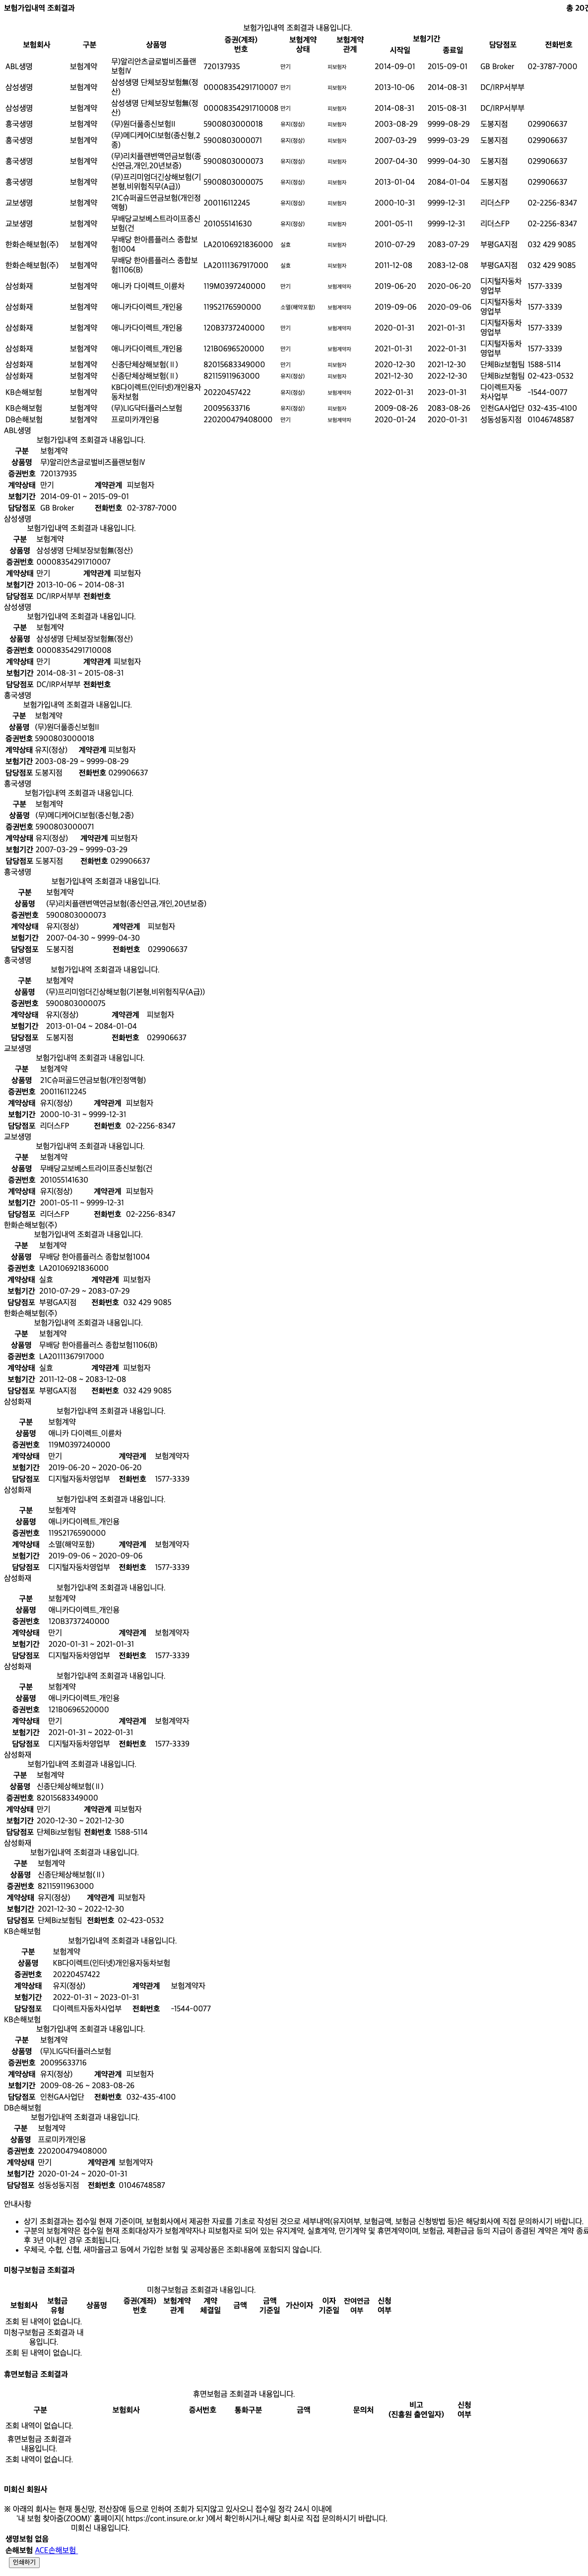 보험가입내역 조회결과 총 20건
보험가입내역 조회결과 내용입니다.
보험회사 구분 상품명 증권(계좌) 번호 보험계약 상태 보험계약 관계 보험기간 시작일 종료일 담당점포 전화번호
ABL생명 보험계약 무)알리안츠글로벌비즈플랜보험Ⅳ 720137935 만기 피보험자 2014-09-01 2015-09-01 GB Broker 02-3787-7000
삼성생명 보험계약 삼성생명 단체보장보험無(정산) 00008354291710007 만기 피보험자 2013-10-06 2014-08-31 DC/IRP서부부
삼성생명 보험계약 삼성생명 단체보장보험無(정산) 00008354291710008 만기 피보험자 2014-08-31 2015-08-31 DC/IRP서부부
흥국생명 보험계약 (무)원더풀종신보험II 5900803000018 유지(정상) 피보험자 2003-08-29 9999-08-29 도봉지점 029906637
흥국생명 보험계약 (무)메디케어CI보험(종신형,2종) 5900803000071 유지(정상) 피보험자 2007-03-29 9999-03-29 도봉지점 029906637
흥국생명 보험계약 (무)리치플랜변액연금보험(종신연금,개인,20년보증) 5900803000073 유지(정상) 피보험자 2007-04-30 9999-04-30 도봉지점 029906637
흥국생명 보험계약 (무)프리미엄더긴상해보험(기본형,비위험직무(A급)) 5900803000075 유지(정상) 피보험자 2013-01-04 2084-01-04 도봉지점 029906637
교보생명 보험계약 21C슈퍼골드연금보험(개인정액형) 200116112245 유지(정상) 피보험자 2000-10-31 9999-12-31 리더스FP 02-2256-8347
교보생명 보험계약 무배당교보베스트라이프종신보험(건 201055141630 유지(정상) 피보험자 2001-05-11 9999-12-31 리더스FP 02-2256-8347
한화손해보험(주) 보험계약 무배당 한아름플러스 종합보험1004 LA20106921836000 실효 피보험자 2010-07-29 2083-07-29 부평GA지점 032 429 9085
한화손해보험(주) 보험계약 무배당 한아름플러스 종합보험1106(B) LA20111367917000 실효 피보험자 2011-12-08 2083-12-08 부평GA지점 032 429 9085
삼성화재 보험계약 애니카 다이렉트_이륜차 119M0397240000 만기 보험계약자 2019-06-20 2020-06-20 디지털자동차영업부 1577-3339
삼성화재 보험계약 애니카다이렉트_개인용 119S2176590000 소멸(해약포함) 보험계약자 2019-09-06 2020-09-06 디지털자동차영업부 1577-3339
삼성화재 보험계약 애니카다이렉트_개인용 120B3737240000 만기 보험계약자 2020-01-31 2021-01-31 디지털자동차영업부 1577-3339
삼성화재 보험계약 애니카다이렉트_개인용 121B0696520000 만기 보험계약자 2021-01-31 2022-01-31 디지털자동차영업부 1577-3339
삼성화재 보험계약 신종단체상해보험(Ⅱ) 82015683349000 만기 피보험자 2020-12-30 2021-12-30 단체Biz보험팀 1588-5114
삼성화재 보험계약 신종단체상해보험(Ⅱ) 82115911963000 유지(정상) 피보험자 2021-12-30 2022-12-30 단체Biz보험팀 02-423-0532
KB손해보험 보험계약 KB다이렉트(인터넷)개인용자동차보험 20220457422 유지(정상) 보험계약자 2022-01-31 2023-01-31 다이렉트자동차사업부 -1544-0077
KB손해보험 보험계약 (무)LIG닥터플러스보험 20095633716 유지(정상) 피보험자 2009-08-26 2083-08-26 인천GA사업단 032-435-4100
DB손해보험 보험계약 프로미카개인용 220200479408000 만기 보험계약자 2020-01-24 2020-01-31 성동성동지점 01046748587
ABL생명
보험가입내역 조회결과 내용입니다.
구분 보험계약
상품명 무)알리안츠글로벌비즈플랜보험Ⅳ
증권번호 720137935
계약상태 만기 계약관계 피보험자
보험기간 2014-09-01 ~ 2015-09-01
담당점포 GB Broker 전화번호 02-3787-7000
삼성생명
보험가입내역 조회결과 내용입니다.
구분 보험계약
상품명 삼성생명 단체보장보험無(정산)
증권번호 00008354291710007
계약상태 만기 계약관계 피보험자
보험기간 2013-10-06 ~ 2014-08-31
담당점포 DC/IRP서부부 전화번호
삼성생명
보험가입내역 조회결과 내용입니다.
구분 보험계약
상품명 삼성생명 단체보장보험無(정산)
증권번호 00008354291710008
계약상태 만기 계약관계 피보험자
보험기간 2014-08-31 ~ 2015-08-31
담당점포 DC/IRP서부부 전화번호
흥국생명
보험가입내역 조회결과 내용입니다.
구분 보험계약
상품명 (무)원더풀종신보험II
증권번호 5900803000018
계약상태 유지(정상) 계약관계 피보험자
보험기간 2003-08-29 ~ 9999-08-29
담당점포 도봉지점 전화번호 029906637
흥국생명
보험가입내역 조회결과 내용입니다.
구분 보험계약
상품명 (무)메디케어CI보험(종신형,2종)
증권번호 5900803000071
계약상태 유지(정상) 계약관계 피보험자
보험기간 2007-03-29 ~ 9999-03-29
담당점포 도봉지점 전화번호 029906637
흥국생명
보험가입내역 조회결과 내용입니다.
구분 보험계약
상품명 (무)리치플랜변액연금보험(종신연금,개인,20년보증)
증권번호 5900803000073
계약상태 유지(정상) 계약관계 피보험자
보험기간 2007-04-30 ~ 9999-04-30
담당점포 도봉지점 전화번호 029906637
흥국생명
보험가입내역 조회결과 내용입니다.
구분 보험계약
상품명 (무)프리미엄더긴상해보험(기본형,비위험직무(A급))
증권번호 5900803000075
계약상태 유지(정상) 계약관계 피보험자
보험기간 2013-01-04 ~ 2084-01-04
담당점포 도봉지점 전화번호 029906637
교보생명
보험가입내역 조회결과 내용입니다.
구분 보험계약
상품명 21C슈퍼골드연금보험(개인정액형)
증권번호 200116112245
계약상태 유지(정상) 계약관계 피보험자
보험기간 2000-10-31 ~ 9999-12-31
담당점포 리더스FP 전화번호 02-2256-8347
교보생명
보험가입내역 조회결과 내용입니다.
구분 보험계약
상품명 무배당교보베스트라이프종신보험(건
증권번호 201055141630
계약상태 유지(정상) 계약관계 피보험자
보험기간 2001-05-11 ~ 9999-12-31
담당점포 리더스FP 전화번호 02-2256-8347
한화손해보험(주)
보험가입내역 조회결과 내용입니다.
구분 보험계약
상품명 무배당 한아름플러스 종합보험1004
증권번호 LA20106921836000
계약상태 실효 계약관계 피보험자
보험기간 2010-07-29 ~ 2083-07-29
담당점포 부평GA지점 전화번호 032 429 9085
한화손해보험(주)
보험가입내역 조회결과 내용입니다.
구분 보험계약
상품명 무배당 한아름플러스 종합보험1106(B)
증권번호 LA20111367917000
계약상태 실효 계약관계 피보험자
보험기간 2011-12-08 ~ 2083-12-08
담당점포 부평GA지점 전화번호 032 429 9085
삼성화재
보험가입내역 조회결과 내용입니다.
구분 보험계약
상품명 애니카 다이렉트_이륜차
증권번호 119M0397240000
계약상태 만기 계약관계 보험계약자
보험기간 2019-06-20 ~ 2020-06-20
담당점포 디지털자동차영업부 전화번호 1577-3339
삼성화재
보험가입내역 조회결과 내용입니다.
구분 보험계약
상품명 애니카다이렉트_개인용
증권번호 119S2176590000
계약상태 소멸(해약포함) 계약관계 보험계약자
보험기간 2019-09-06 ~ 2020-09-06
담당점포 디지털자동차영업부 전화번호 1577-3339
삼성화재
보험가입내역 조회결과 내용입니다.
구분 보험계약
상품명 애니카다이렉트_개인용
증권번호 120B3737240000
계약상태 만기 계약관계 보험계약자
보험기간 2020-01-31 ~ 2021-01-31
담당점포 디지털자동차영업부 전화번호 1577-3339
삼성화재
보험가입내역 조회결과 내용입니다.
구분 보험계약
상품명 애니카다이렉트_개인용
증권번호 121B0696520000
계약상태 만기 계약관계 보험계약자
보험기간 2021-01-31 ~ 2022-01-31
담당점포 디지털자동차영업부 전화번호 1577-3339
삼성화재
보험가입내역 조회결과 내용입니다.
구분 보험계약
상품명 신종단체상해보험(Ⅱ)
증권번호 82015683349000
계약상태 만기 계약관계 피보험자
보험기간 2020-12-30 ~ 2021-12-30
담당점포 단체Biz보험팀 전화번호 1588-5114
삼성화재
보험가입내역 조회결과 내용입니다.
구분 보험계약
상품명 신종단체상해보험(Ⅱ)
증권번호 82115911963000
계약상태 유지(정상) 계약관계 피보험자
보험기간 2021-12-30 ~ 2022-12-30
담당점포 단체Biz보험팀 전화번호 02-423-0532
KB손해보험
보험가입내역 조회결과 내용입니다.
구분 보험계약
상품명 KB다이렉트(인터넷)개인용자동차보험
증권번호 20220457422
계약상태 유지(정상) 계약관계 보험계약자
보험기간 2022-01-31 ~ 2023-01-31
담당점포 다이렉트자동차사업부 전화번호 -1544-0077
KB손해보험
보험가입내역 조회결과 내용입니다.
구분 보험계약
상품명 (무)LIG닥터플러스보험
증권번호 20095633716
계약상태 유지(정상) 계약관계 피보험자
보험기간 2009-08-26 ~ 2083-08-26
담당점포 인천GA사업단 전화번호 032-435-4100
DB손해보험
보험가입내역 조회결과 내용입니다.
구분 보험계약
상품명 프로미카개인용
증권번호 220200479408000
계약상태 만기 계약관계 보험계약자
보험기간 2020-01-24 ~ 2020-01-31
담당점포 성동성동지점 전화번호 01046748587
안내사항
• 상기 조회결과는 접수일 현재 기준이며, 보험회사에서 제공한 자료를 기초로 작성된 것으로 세부내역(유지여부, 보험금액, 보험금 신청방법 등)은 해당회사에 직접 문의하시기 바랍니다.
• 구분의 보험계약은 접수일 현재 조회대상자가 보험계약자나 피보험자로 되어 있는 유지계약, 실효계약, 만기계약 및 휴면계약이며, 보험금, 제환급금 등의 지급이 종결된 계약은 계약 종료
후 3년 이내인 경우 조회됩니다.
• 우체국, 수협, 신협, 새마을금고 등에서 가입한 보험 및 공제상품은 조회내용에 포함되지 않습니다.
미청구보험금 조회결과
미청구보험금 조회결과 내용입니다.
보험회사 보험금 유형 상품명 증권(계좌) 번호 보험계약 관계 계약 체결일 금액 금액 기준일 가산이자 이자 기준일 잔여연금 여부 신청 여부
조회 된 내역이 없습니다.
미청구보험금 조회결과 내
용입니다.
조회 된 내역이 없습니다.
휴면보험금 조회결과
휴면보험금 조회결과 내용입니다.
구분 보험회사 증서번호 통화구분 금액 문의처 비고 (진흥원 출연일자) 신청 여부
조회 내역이 없습니다.
휴면보험금 조회결과
내용입니다.
조회 내역이 없습니다.
미회신 회원사
※ 아래의 회사는 현재 통신망, 전산장애 등으로 인하여 조회가 되지않고 있사오니 접수일 정각 24시 이내에
'내 보험 찾아줌(ZOOM)' 홈페이지( https://cont.insure.or.kr )에서 확인하시거나,해당 회사로 직접 문의하시기 바랍니다.
미회신 내용입니다.
생명보험 없음
손해보험 ACE손해보험
인쇄하기